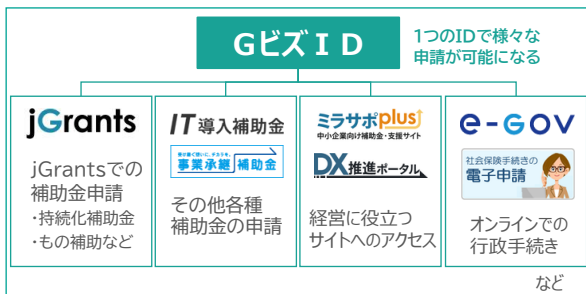 GビズID
1つのIDで様々な
申請が可能になる
jGrants
jGrantsでの
補助金申請
・持続化補助金
・もの補助など
IT導入補助金
事業承継 補助金
その他各種
補助金の申請
ミラサポplus
中小企業向け補助金・支援サイト
DX推進ポータル
経営に役立つ
サイトへのアクセス
e-GOV
社会保険手続きの
電子申請
オンラインでの
行政手続き
など